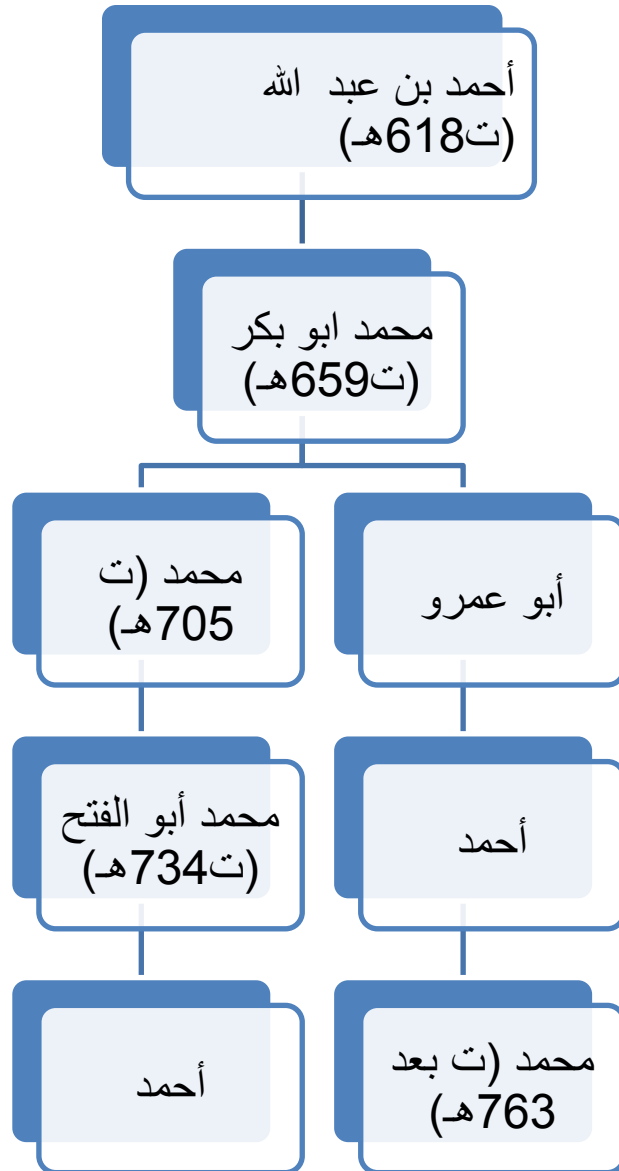 أحمد بن عبد الله
(ت618هـ)
محمد ابو بكر
(ت659هـ)
أبو عمرو
محمد (ت
705هـ)
أحمد
محمد أبو الفتح
(ت734هـ)
محمد (ت بعد
763هـ)
أحمد